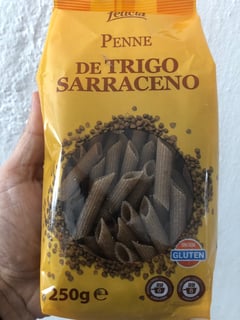 Felicia
PENNE
DE TRIGO
SARRACENO
GLUTEN
250g ℮